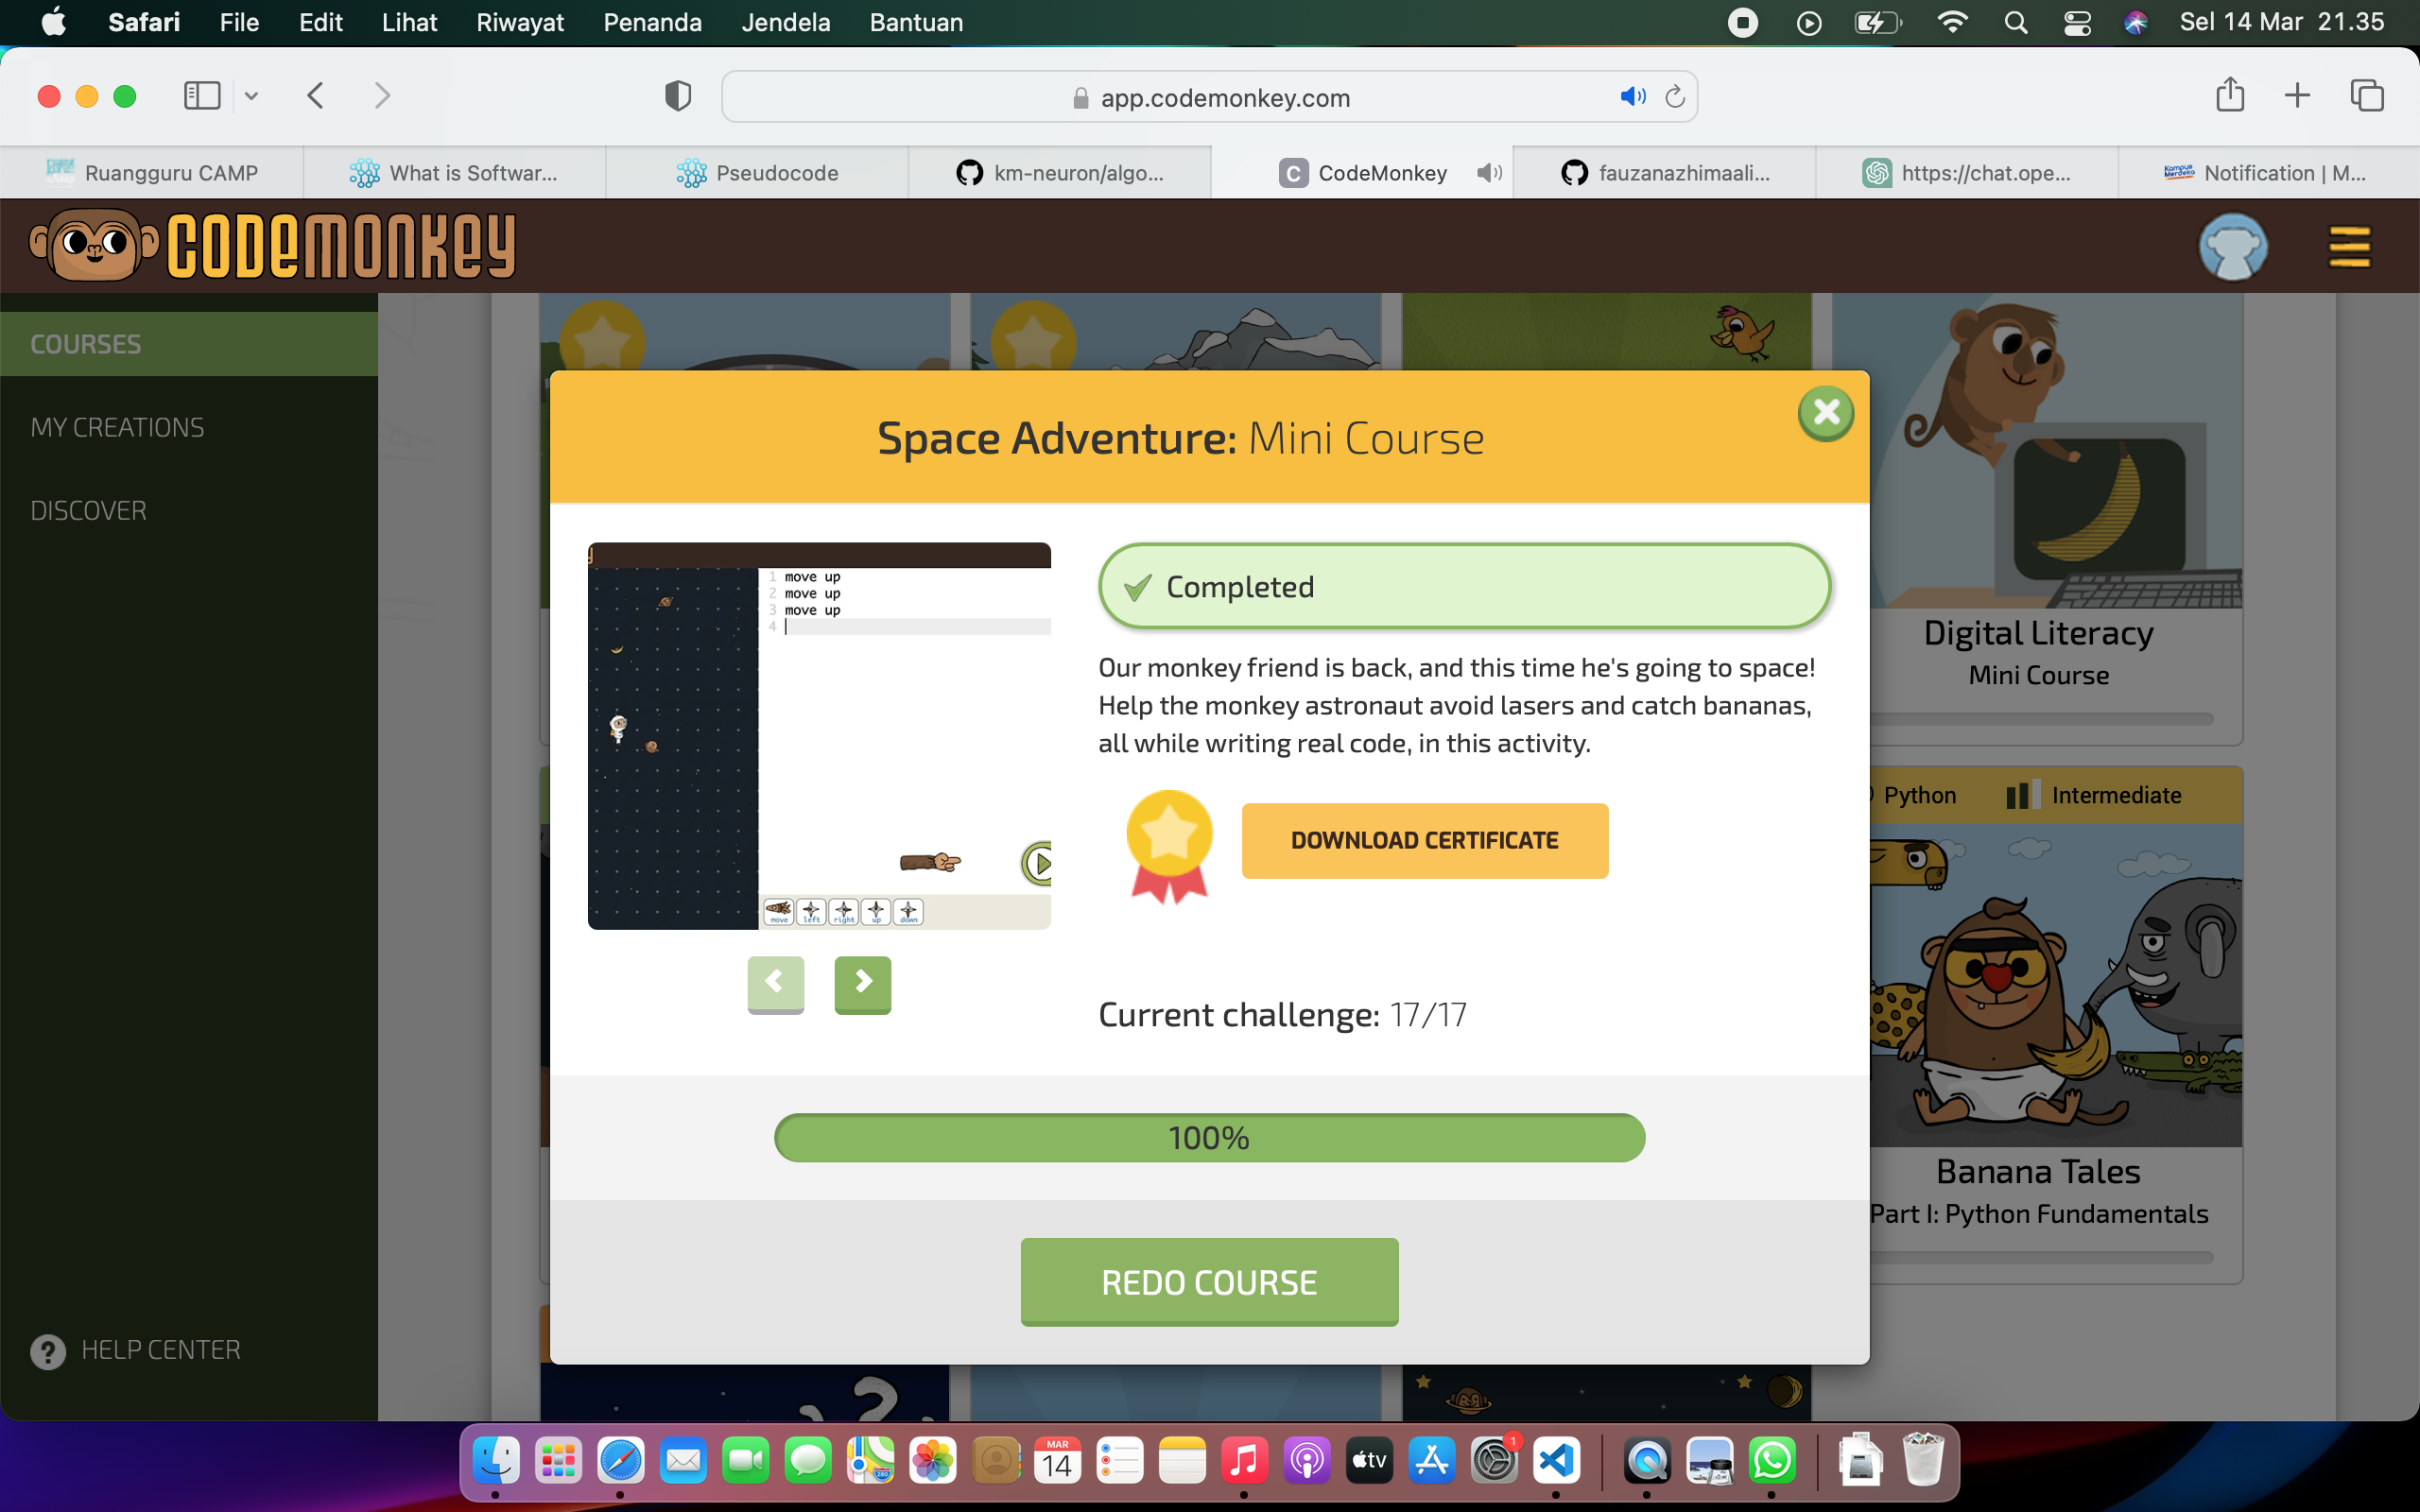 Safari File Edit Lihat Riwayat Penanda Jendela Bantuan Sel 14 Mar 21.35
app.codemonkey.com
Ruangguru CAMP What is Softwar... Pseudocode km-neuron/algo... C CodeMonkey fauzanazhimaali... https://chat.ope... Kampus Merdeka Notification | M...
CODEMONKEY
COURSES
MY CREATIONS
DISCOVER
HELP CENTER
Space Adventure: Mini Course
1 move up
2 move up
3 move up
4
move left right up down
Completed
Our monkey friend is back, and this time he's going to space!
Help the monkey astronaut avoid lasers and catch bananas,
all while writing real code, in this activity.
DOWNLOAD CERTIFICATE
Current challenge: 17/17
100%
REDO COURSE
Digital Literacy
Mini Course
Python Intermediate
Banana Tales
Part I: Python Fundamentals
MAR
14
280
tv
1